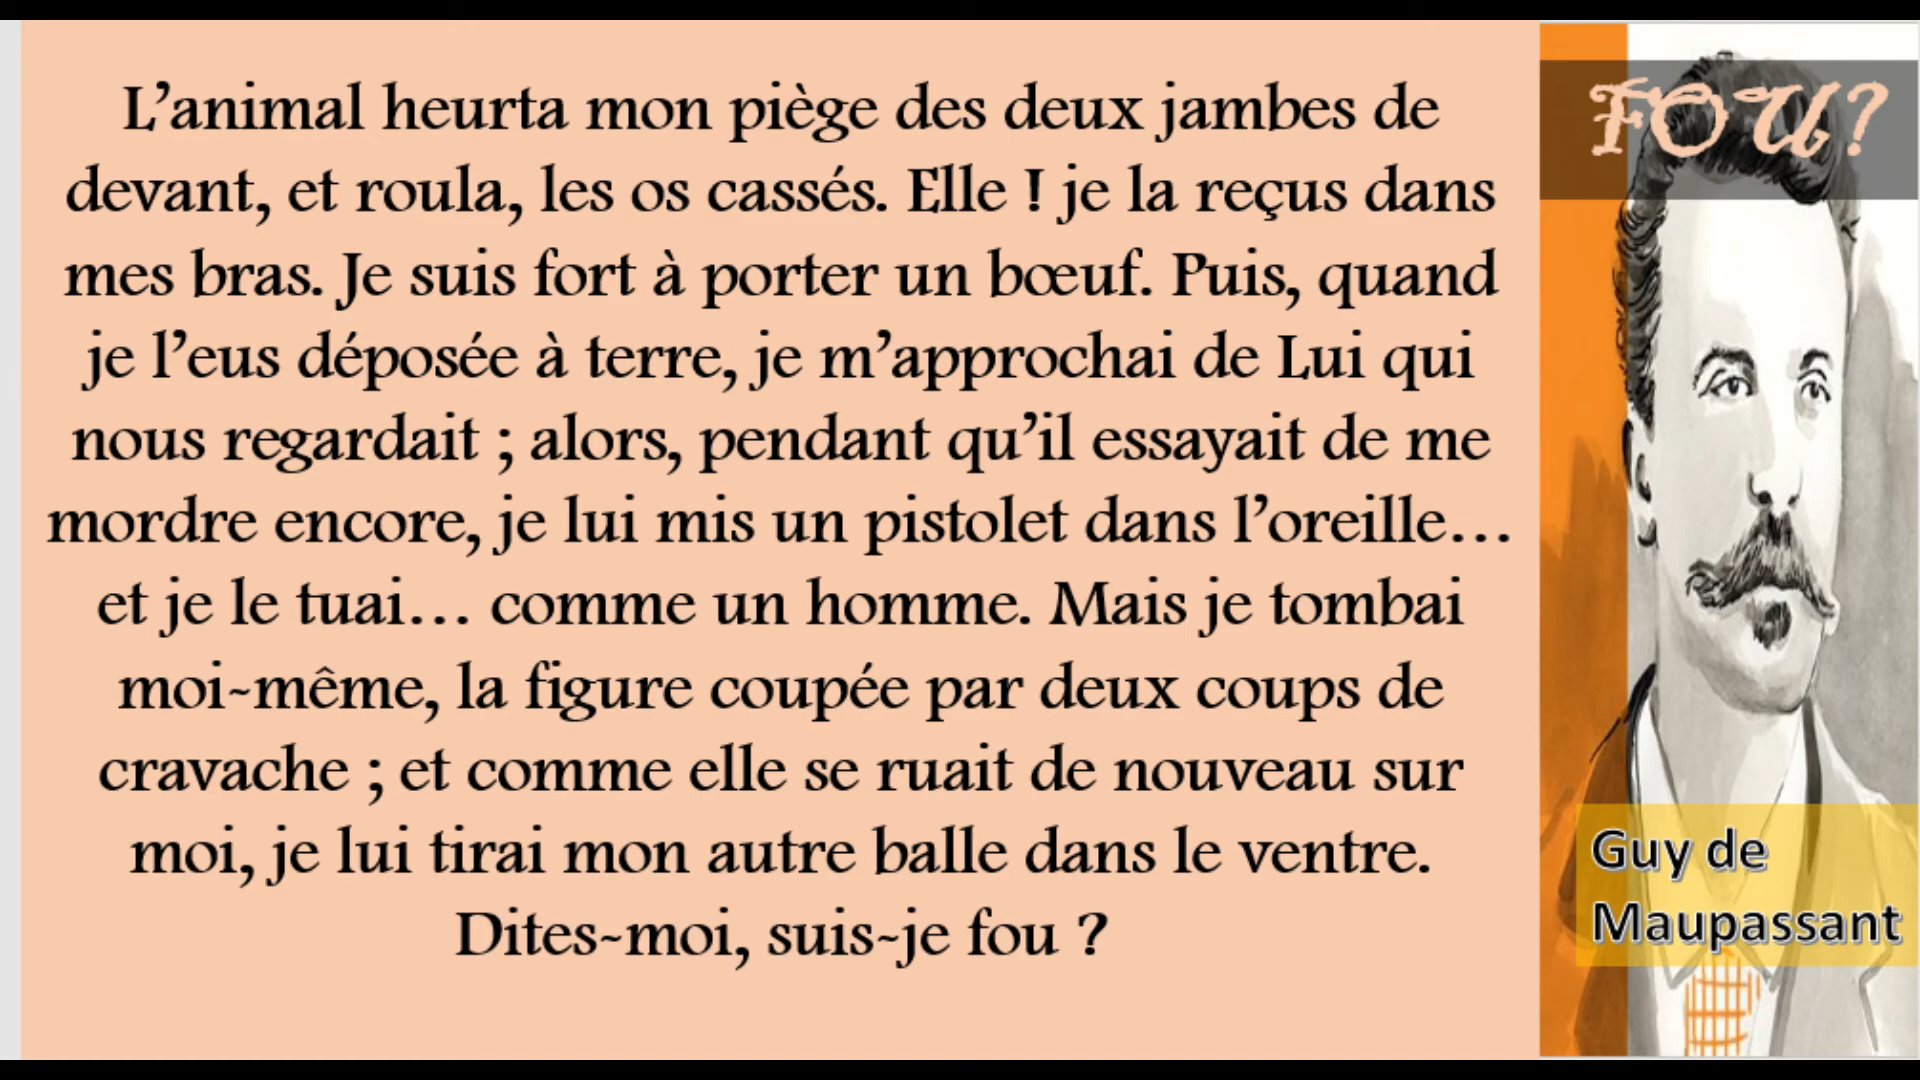 L’animal heurta mon piège des deux jambes de
devant, et roula, les os cassés. Elle ! je la reçus dans
mes bras. Je suis fort à porter un bœuf. Puis, quand
je l’eus déposée à terre, je m’approchai de Lui qui
nous regardait ; alors, pendant qu’il essayait de me
mordre encore, je lui mis un pistolet dans l’oreille…
et je le tuai… comme un homme. Mais je tombai
moi-même, la figure coupée par deux coups de
cravache ; et comme elle se ruait de nouveau sur
moi, je lui tirai mon autre balle dans le ventre.
Dites-moi, suis-je fou ?
FOU?
Guy de
Maupassant